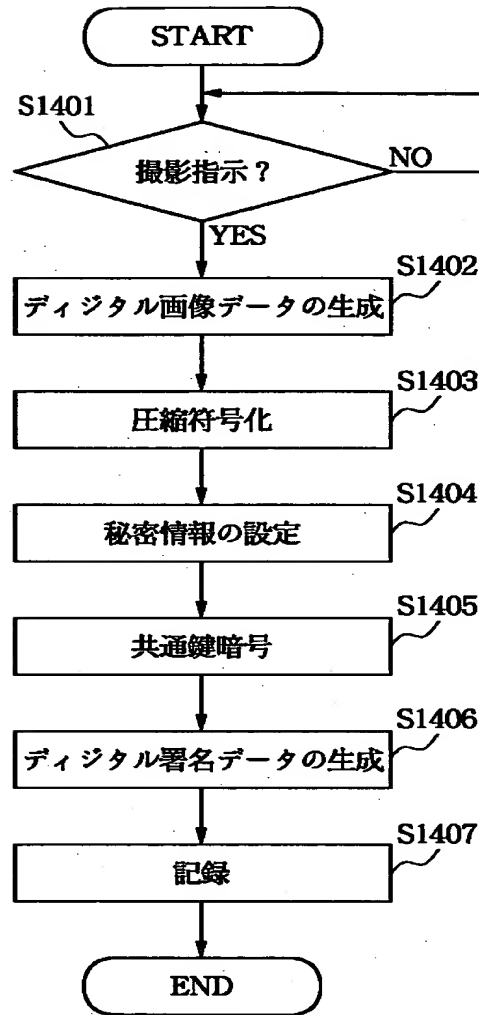 START
S1401
撮影指示？
NO
YES
S1402
ディジタル画像データの生成
S1403
圧縮符号化
S1404
秘密情報の設定
S1405
共通鍵暗号
S1406
ディジタル署名データの生成
S1407
記録
END